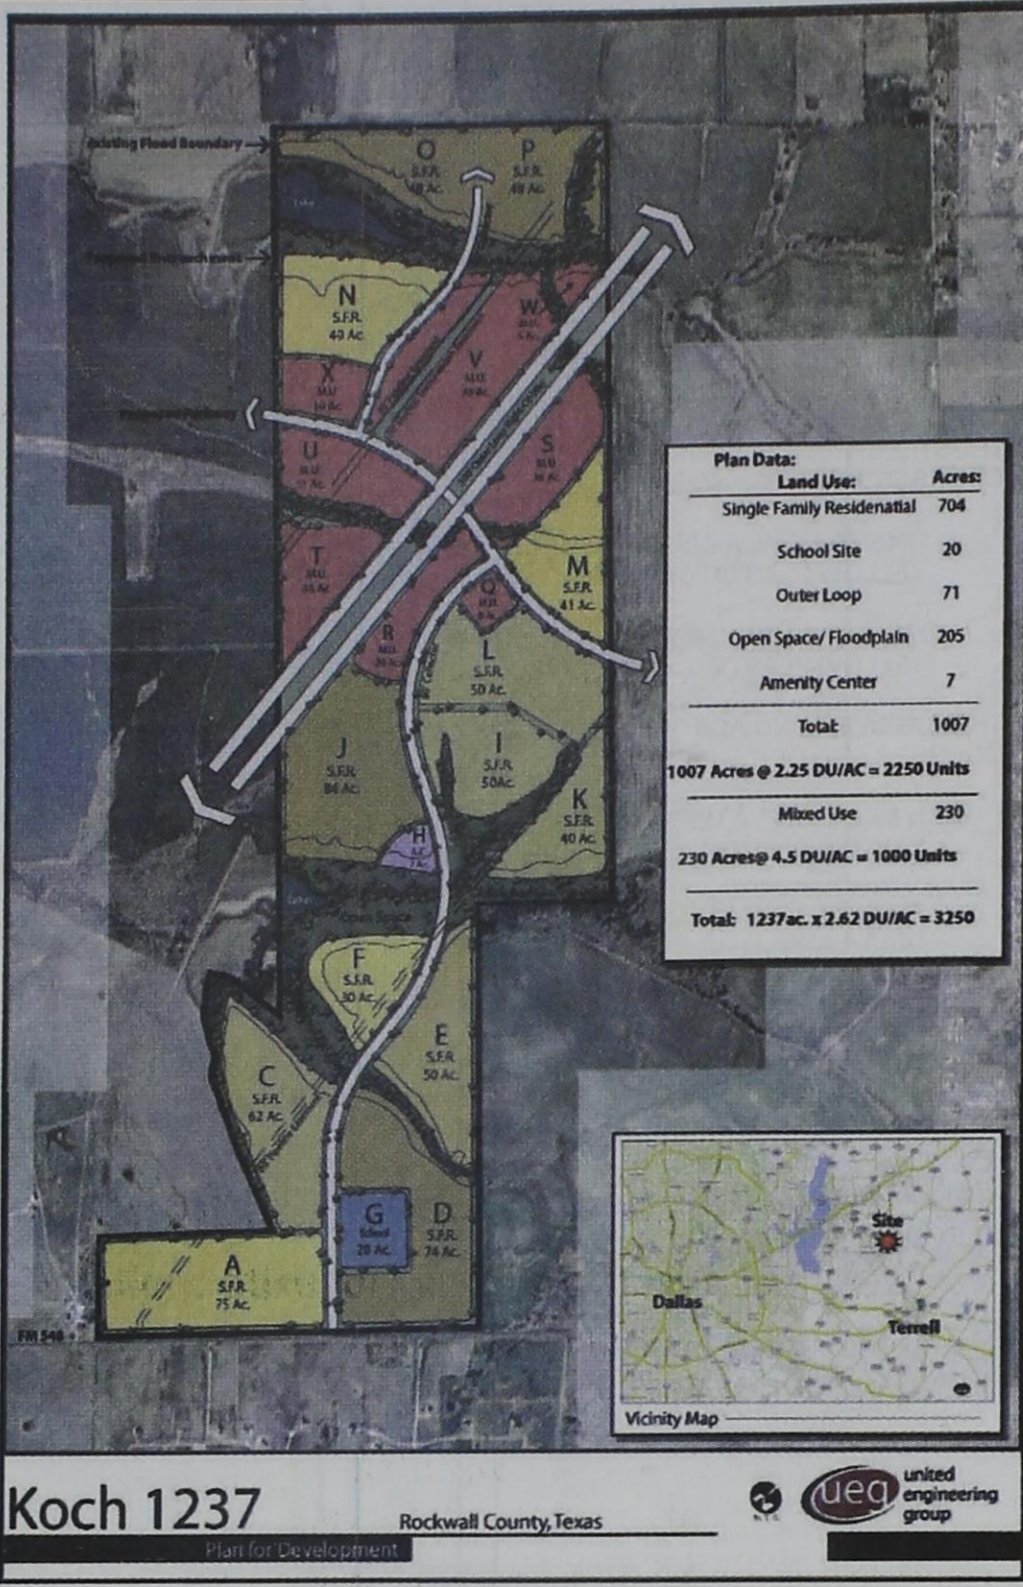 Existing Flood Boundary
O
S.F.R.
48 Ac.
P
S.F.R.
48 Ac.
Lake
N
S.F.R.
40 Ac.
W
M.U.
X
M.U.
V
M.U.
U
M.U.
S
M.U.
T
M.U.
M
S.F.R.
41 Ac.
Q
M.U.
R
M.U.
L
S.F.R.
50 Ac.
J
S.F.R.
84 Ac.
I
S.F.R.
50Ac.
K
S.F.R.
40 Ac.
H
7 Ac.
Open Space
F
S.F.R.
30 Ac.
E
S.F.R.
50 Ac.
C
S.F.R.
62 Ac.
G
School
20 Ac.
D
S.F.R.
74 Ac.
A
S.F.R.
75 Ac.
FM 548
Plan Data:
Land Use: Acres:
Single Family Residenatial 704
School Site 20
Outer Loop 71
Open Space/ Floodplain 205
Amenity Center 7
Total: 1007
1007 Acres @ 2.25 DU/AC = 2250 Units
Mixed Use 230
230 Acres@ 4.5 DU/AC = 1000 Units
Total: 1237ac. x 2.62 DU/AC = 3250
Site
Dallas
Terrell
Vicinity Map
Koch 1237
Rockwall County, Texas
Plan for Development
ueg
united
engineering
group